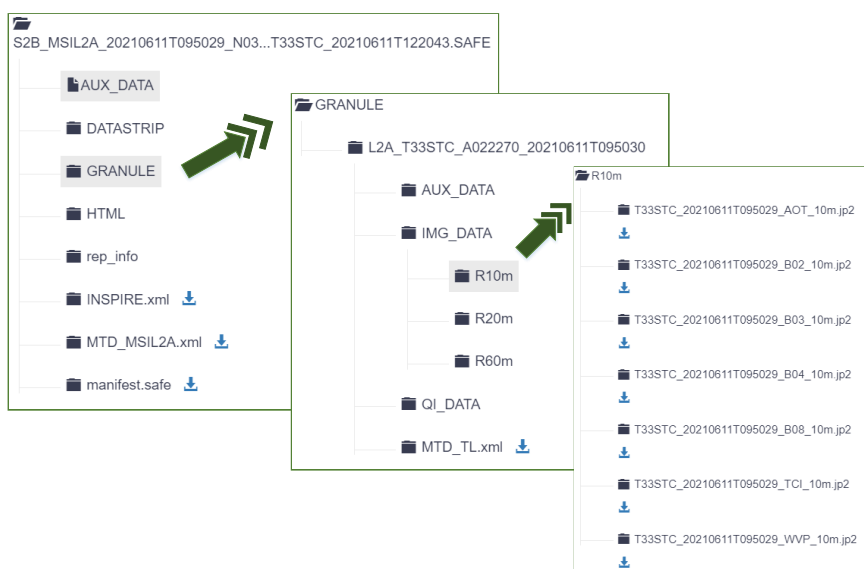 S2B_MSIL2A_20210611T095029_N03...T33STC_20210611T122043.SAFE
AUX_DATA
DATASTRIP
GRANULE
HTML
rep_info
INSPIRE.xml
MTD_MSIL2A.xml
manifest.safe
GRANULE
L2A_T33STC_A022270_20210611T095030
AUX_DATA
IMG_DATA
R10m
R20m
R60m
QI_DATA
MTD_TL.xml
R10m
T33STC_20210611T095029_AOT_10m.jp2
T33STC_20210611T095029_B02_10m.jp2
T33STC_20210611T095029_B03_10m.jp2
T33STC_20210611T095029_B04_10m.jp2
T33STC_20210611T095029_B08_10m.jp2
T33STC_20210611T095029_TCI_10m.jp2
T33STC_20210611T095029_WVP_10m.jp2